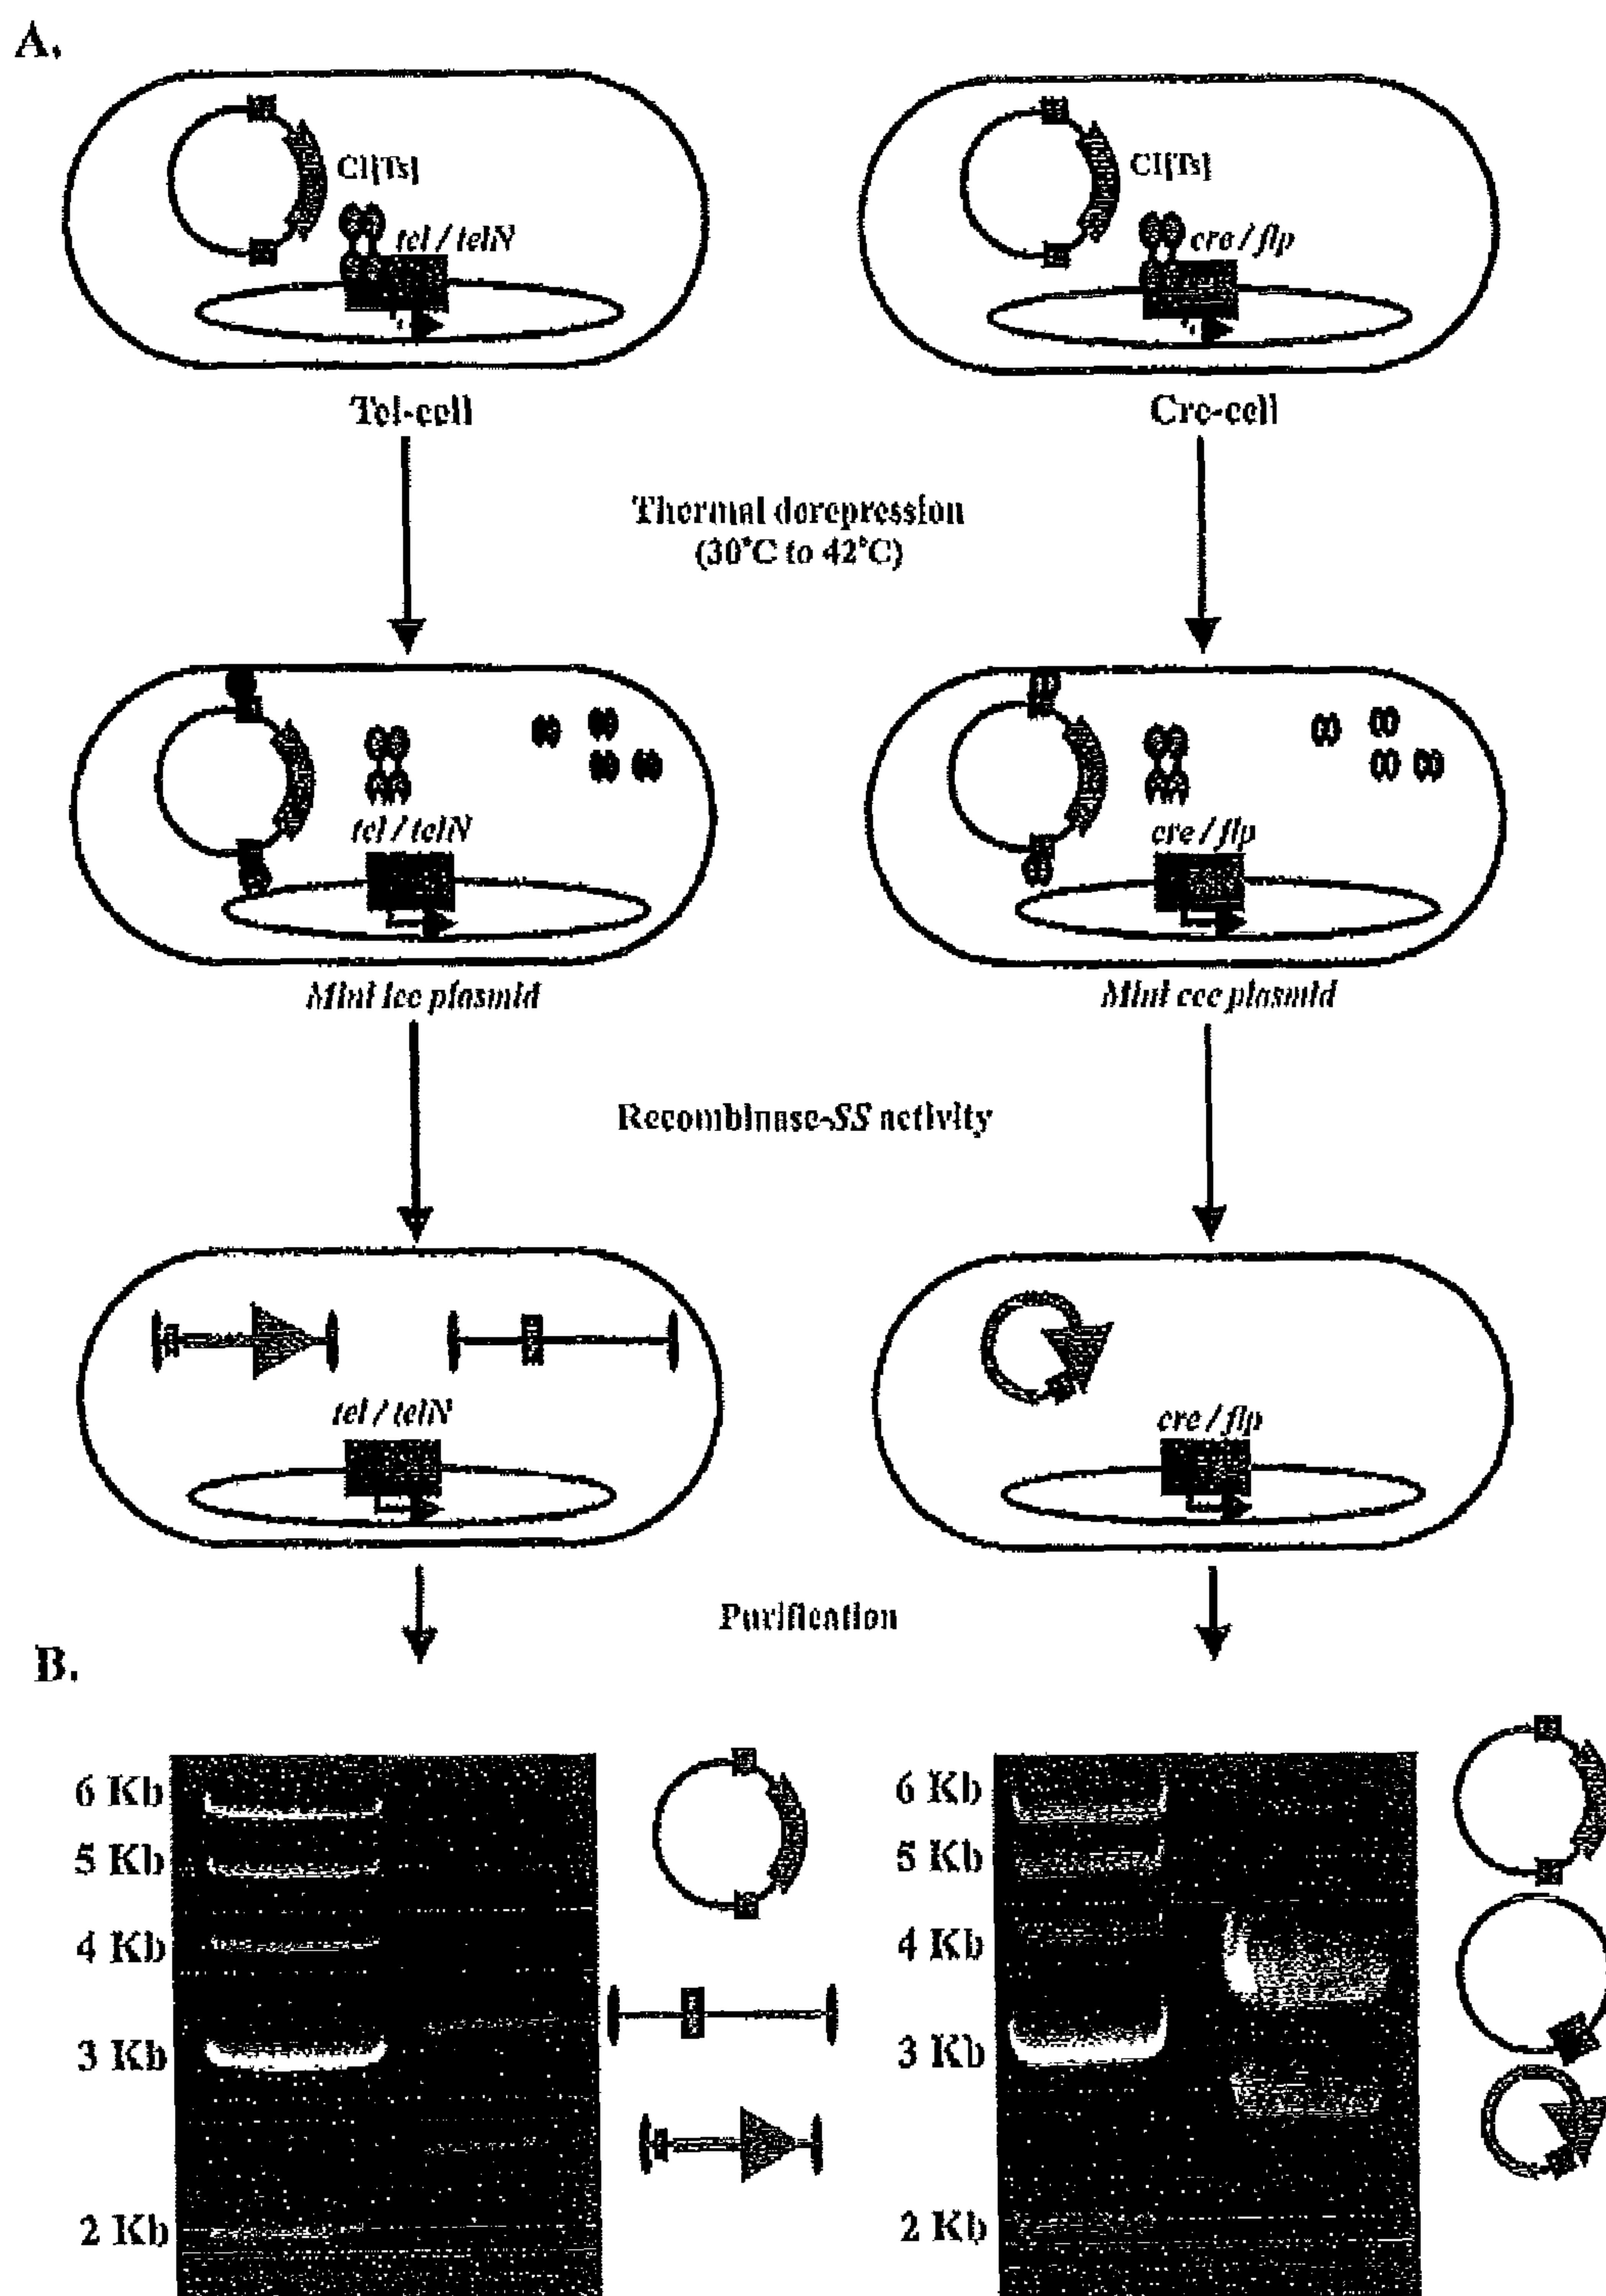 A.
CI[Ts]
CI[Ts]
tel / telN
cre / flp
Tel-cell
Cre-cell
Thermal derepression
(30°C to 42°C)
tel / telN
cre / flp
Mini lcc plasmid
Mini ccc plasmid
Recombinase-SS activity
tel / telN
cre / flp
Purification
B.
6 Kb
5 Kb
4 Kb
3 Kb
2 Kb
6 Kb
5 Kb
4 Kb
3 Kb
2 Kb